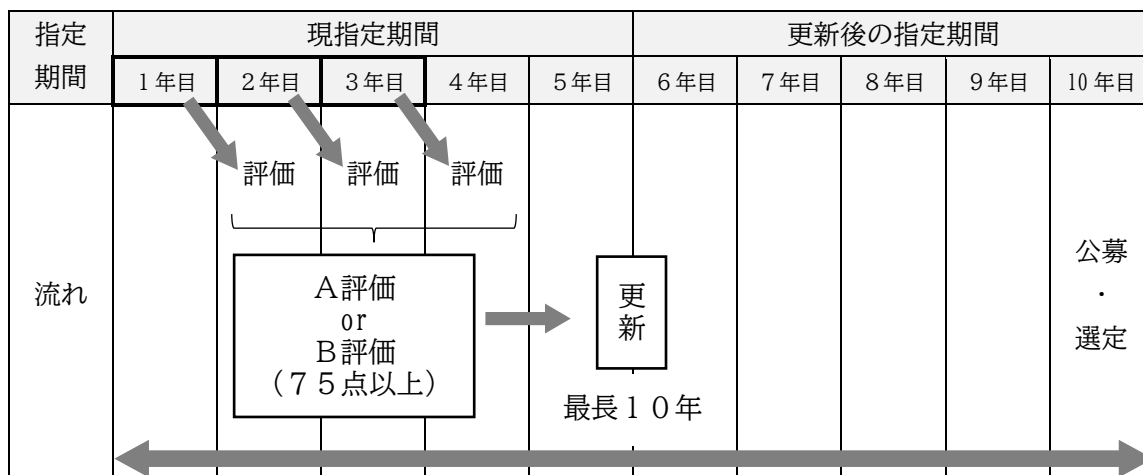 指定期間
現指定期間
更新後の指定期間
1年目
2年目
3年目
4年目
5年目
6年目
7年目
8年目
9年目
10年目
流れ
評価
評価
評価
A評価
or
B評価
(75点以上)
更新
最長10年
公募
・
選定